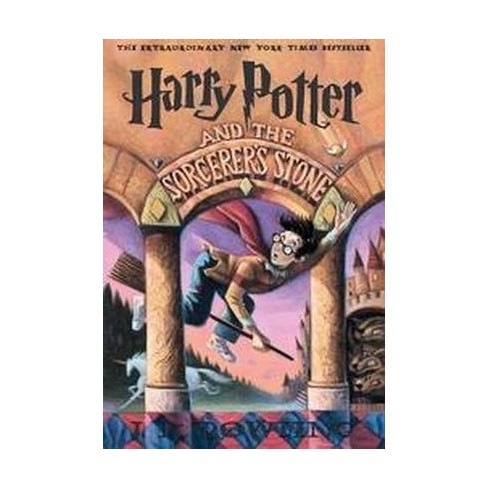 THE EXTRAORDINARY NEW YORK TIMES BESTSELLER
Harry Potter
AND THE
SORCERER'S STONE
J. K. ROWLING